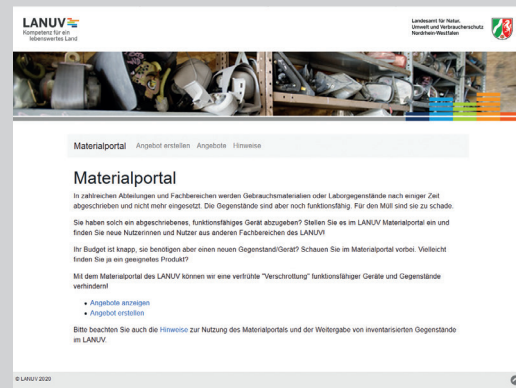 LANUV
Kompetenz für ein
lebenswertes Land
Landesamt für Natur,
Umwelt und Verbraucherschutz
Nordrhein-Westfalen
Materialportal Angebot erstellen Angebote Hinweise
Materialportal
In zahlreichen Abteilungen und Fachbereichen werden Gebrauchsmaterialien oder Laborgegenstände nach einiger Zeit
abgeschrieben und nicht mehr eingesetzt. Die Gegenstände sind aber noch funktionsfähig. Für den Müll sind sie zu schade.
Sie haben solch ein abgeschriebenes, funktionsfähiges Gerät abzugeben? Stellen Sie es im LANUV Materialportal ein und
finden Sie neue Nutzerinnen und Nutzer aus anderen Fachbereichen des LANUV!
Ihr Budget ist knapp, sie benötigen aber einen neuen Gegenstand/Gerät? Schauen Sie im Materialportal vorbei. Vielleicht
finden Sie ja ein geeignetes Produkt?
Mit dem Materialportal des LANUV können wir eine verfrühte "Verschrottung" funktionsfähiger Geräte und Gegenstände
verhindern!
• Angebote anzeigen
• Angebot erstellen
Bitte beachten Sie auch die Hinweise zur Nutzung des Materialportals und der Weitergabe von inventarisierten Gegenstände
im LANUV.
© LANUV 2020